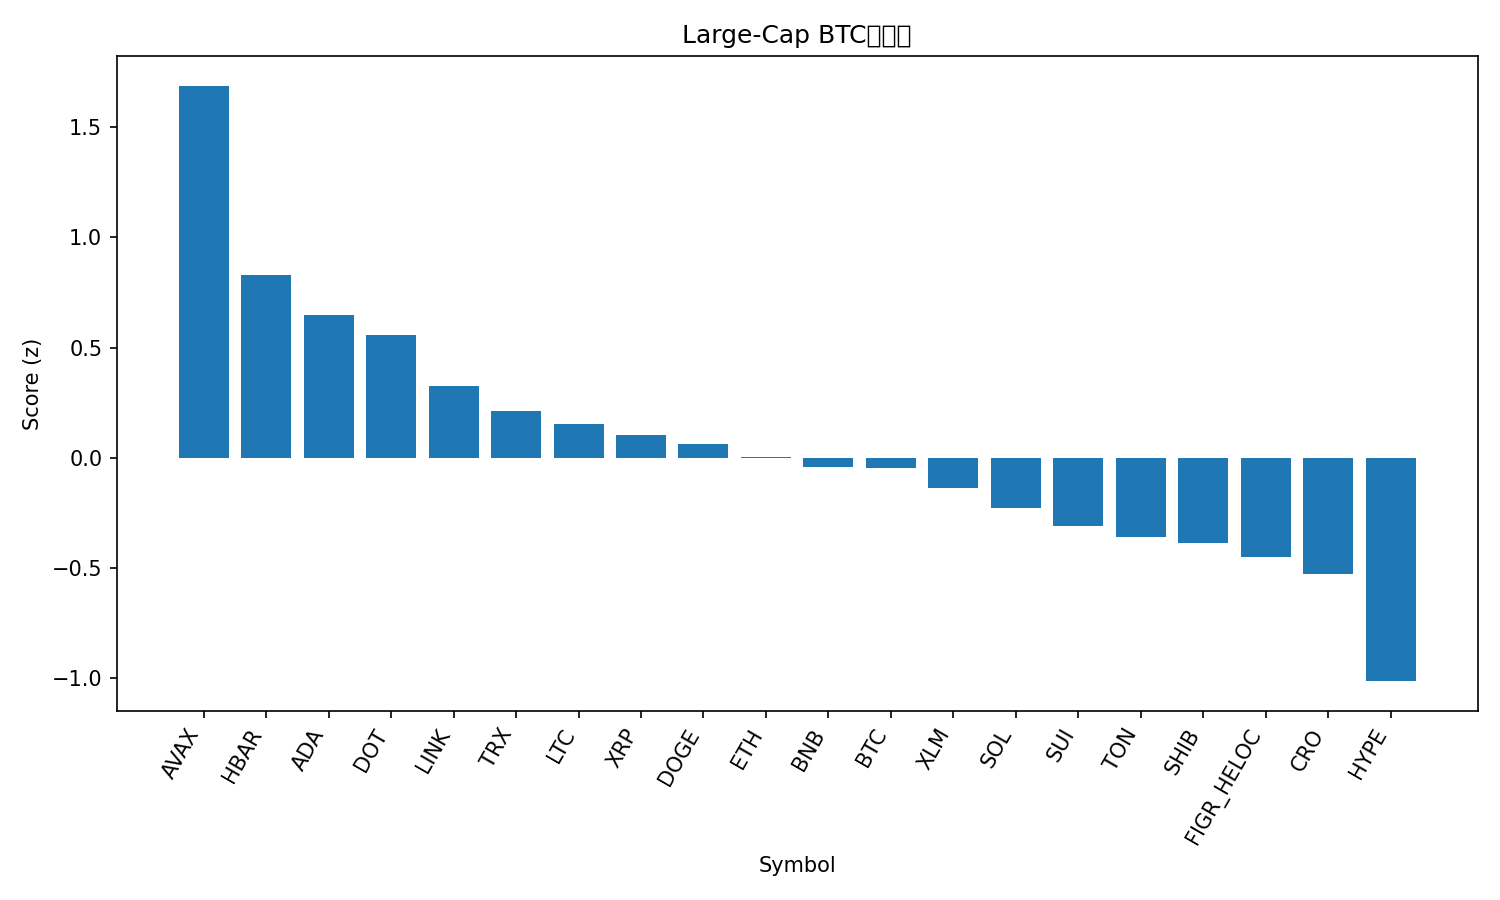 Large-Cap BTC
Score (z)
1.5
1.0
0.5
0.0
−0.5
−1.0
AVAX
HBAR
ADA
DOT
LINK
TRX
LTC
XRP
DOGE
ETH
BNB
BTC
XLM
SOL
SUI
TON
SHIB
FIGR_HELOC
CRO
HYPE
Symbol